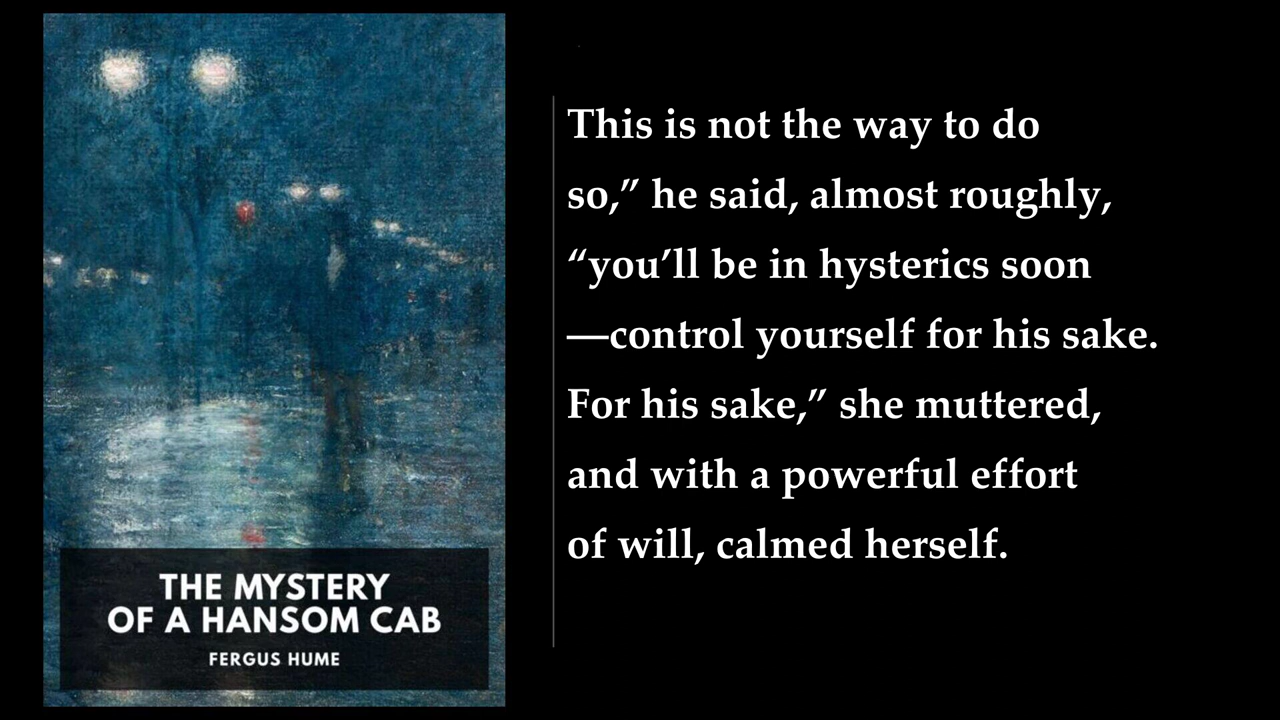 THE MYSTERY
OF A HANSOM CAB
FERGUS HUME
This is not the way to do
so,” he said, almost roughly,
“you’ll be in hysterics soon
—control yourself for his sake.
For his sake,” she muttered,
and with a powerful effort
of will, calmed herself.